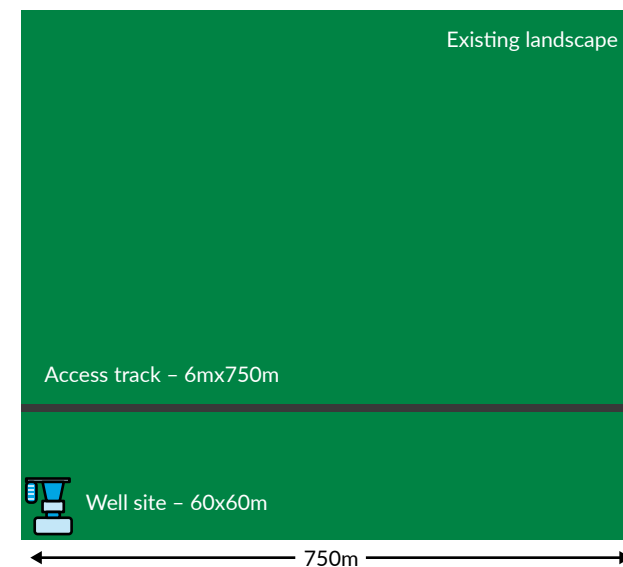 Existing landscape
Access track – 6mx750m
Well site – 60x60m
750m